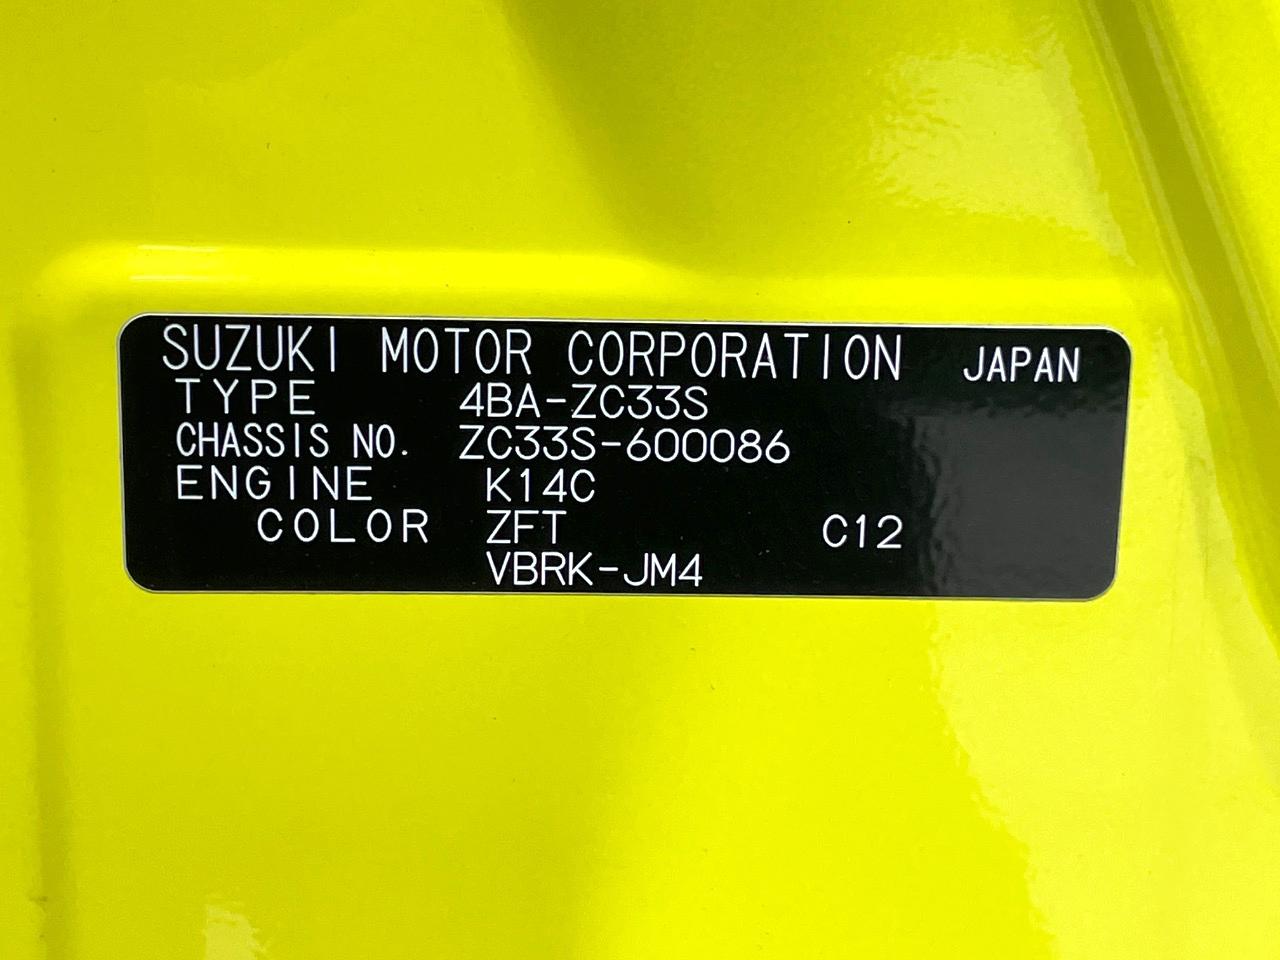 SUZUKI MOTOR CORPORATION JAPAN
TYPE 4BA-ZC33S
CHASSIS NO. ZC33S-600086
ENGINE K14C
COLOR ZFT C12
VBRK-JM4